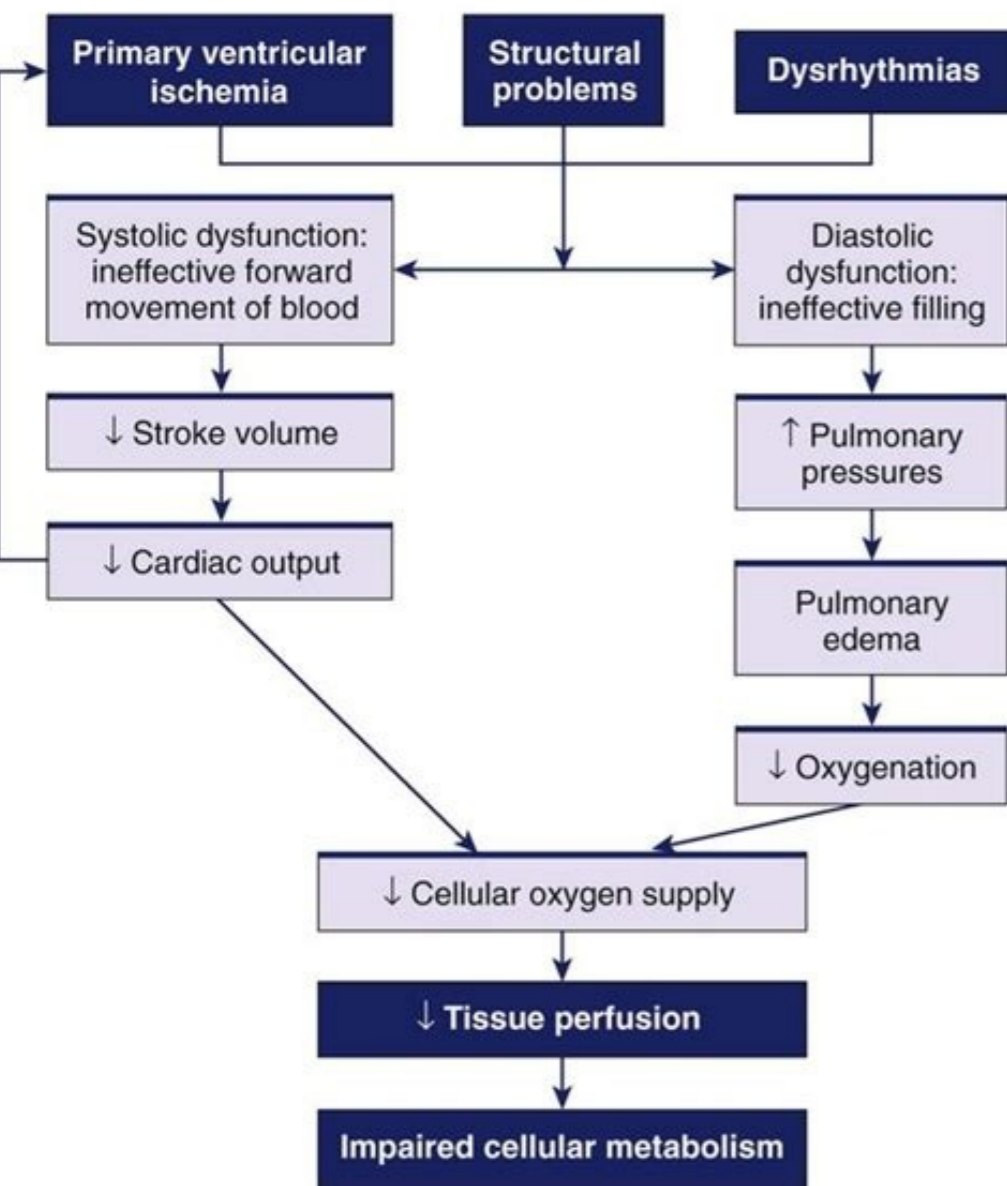 Primary ventricular
ischemia
Structural
problems
Dysrhythmias
Systolic dysfunction:
ineffective forward
movement of blood
Diastolic
dysfunction:
ineffective filling
↓ Stroke volume
↑ Pulmonary
pressures
↓ Cardiac output
Pulmonary
edema
↓ Oxygenation
↓ Cellular oxygen supply
↓ Tissue perfusion
Impaired cellular metabolism